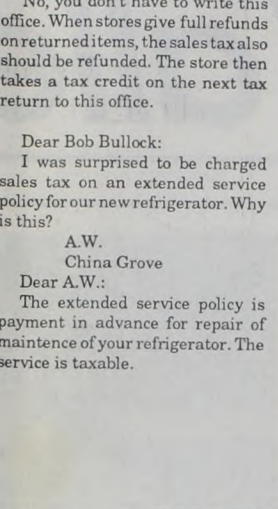 No, you don't have to write this
office. When stores give full refunds
on returned items, the sales tax also
should be refunded. The store then
takes a tax credit on the next tax
return to this office.
Dear Bob Bullock:
I was surprised to be charged
sales tax on an extended service
policy for our new refrigerator. Why
is this?
A.W.
China Grove
Dear A.W.:
The extended service policy is
payment in advance for repair of
maintence of your refrigerator. The
service is taxable.